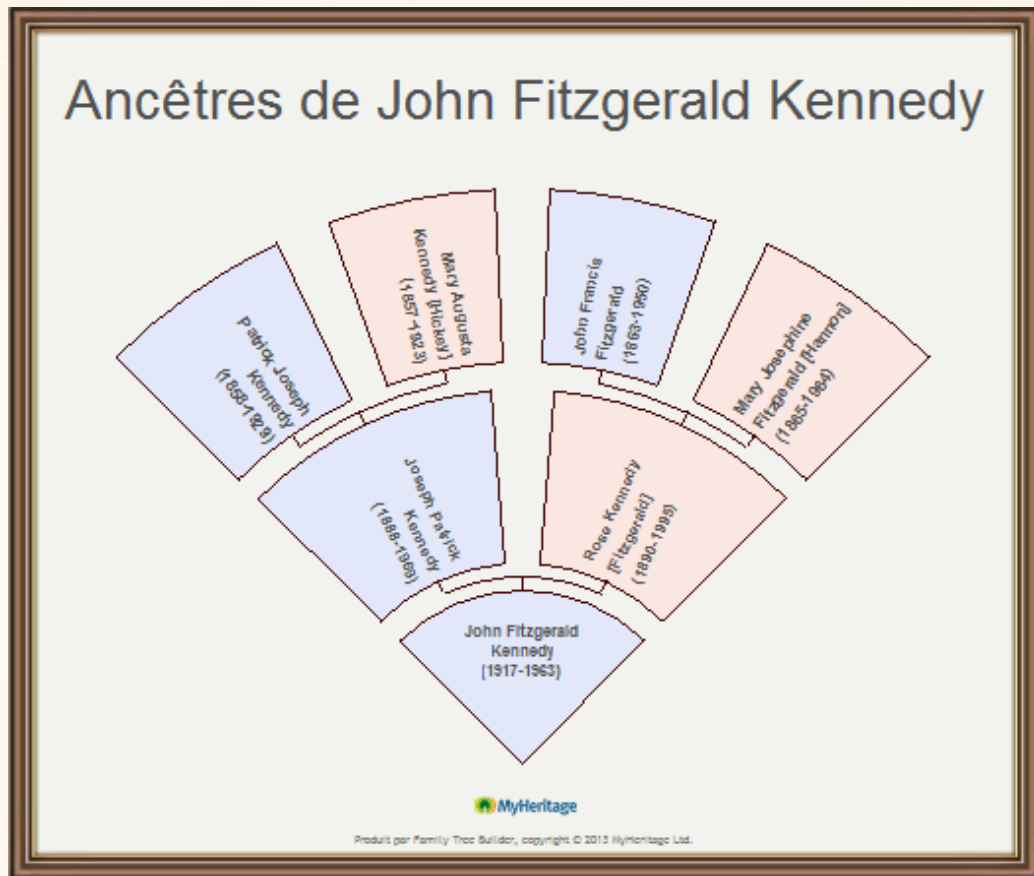 Ancêtres de John Fitzgerald Kennedy
Patrick Joseph
Kennedy
(1858-1929)
Mary Augusta
Kennedy [Hickey]
(1857-1923)
John Francis
Fitzgerald
(1863-1950)
Mary Josephine
Fitzgerald [Hannon]
(1865-1964)
Joseph Patrick
Kennedy
(1888-1969)
Rose Kennedy
[Fitzgerald]
(1890-1995)
John Fitzgerald
Kennedy
(1917-1963)
MyHeritage
Produit par Family Tree Builder, copyright © 2013 MyHeritage Ltd.